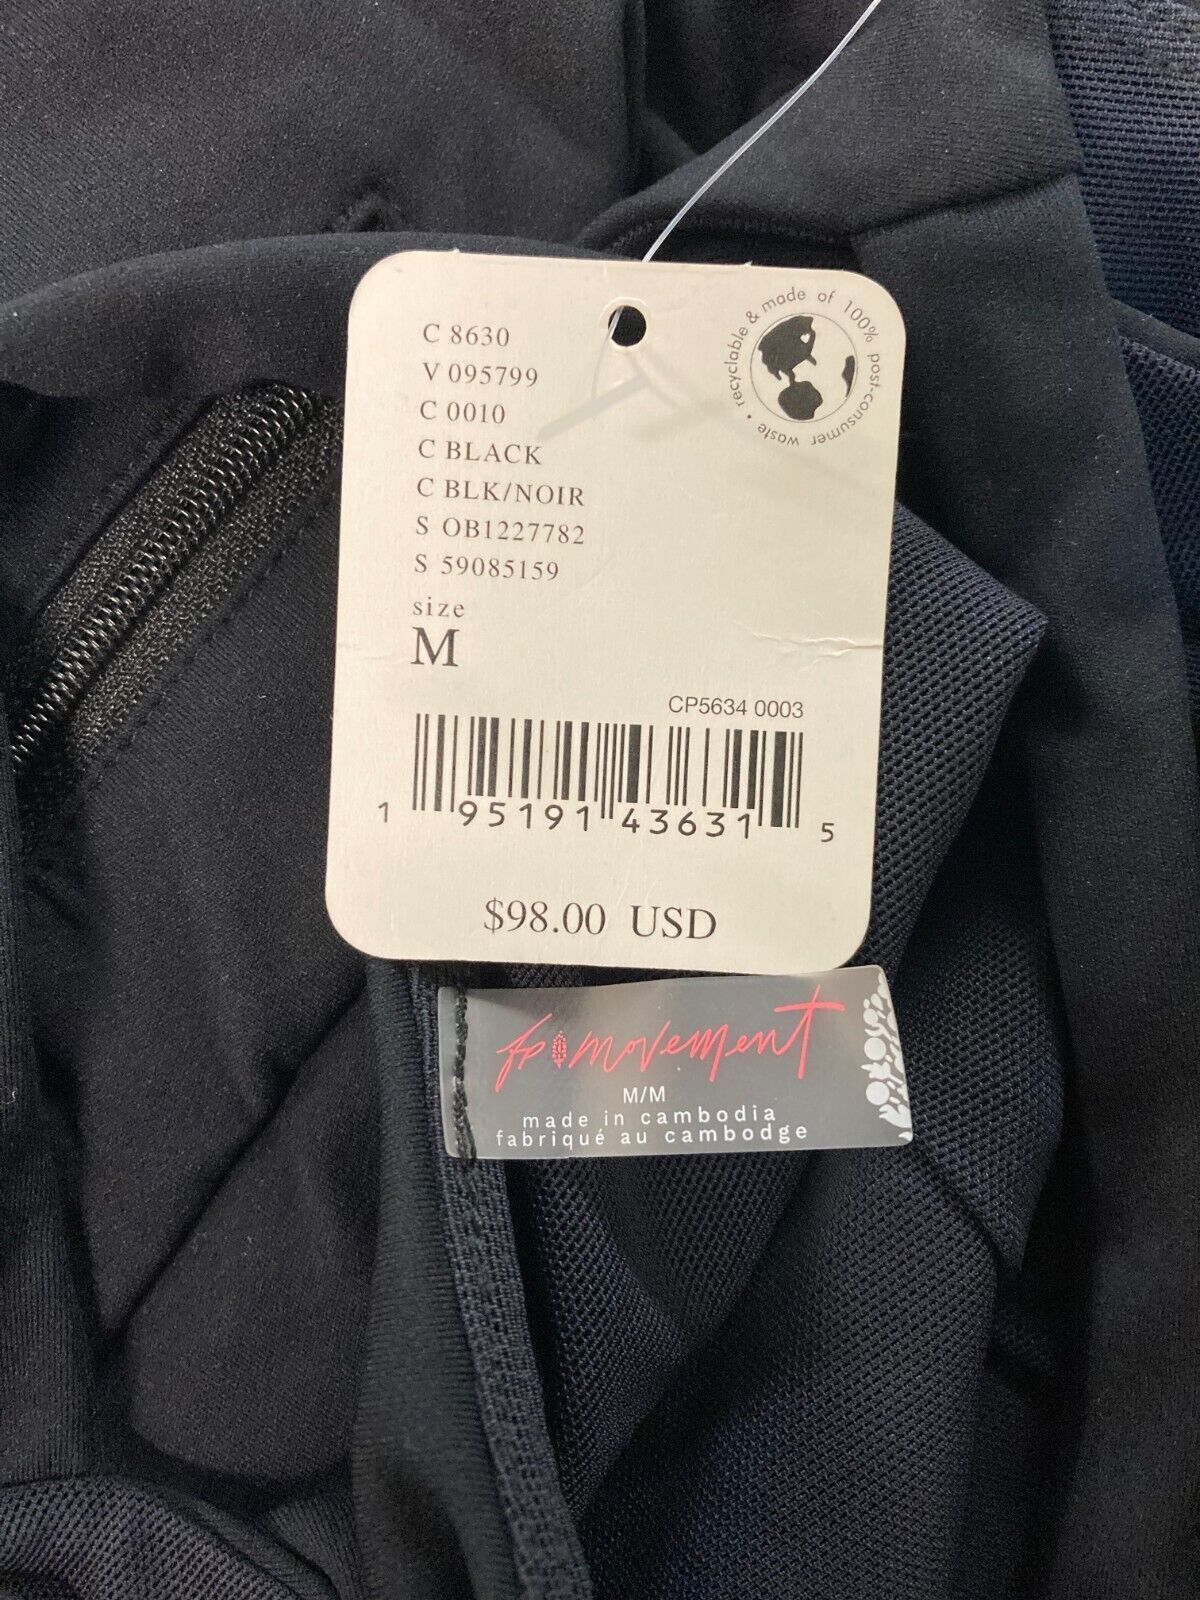 C 8630
V 095799
C 0010
C BLACK
C BLK/NOIR
S OB1227782
S 59085159
size
M
recyclable & made of 100% post-consumer waste •
CP5634 0003
1 95191 43631 5
$98.00 USD
fp movement
M/M
made in cambodia
fabriqué au cambodge